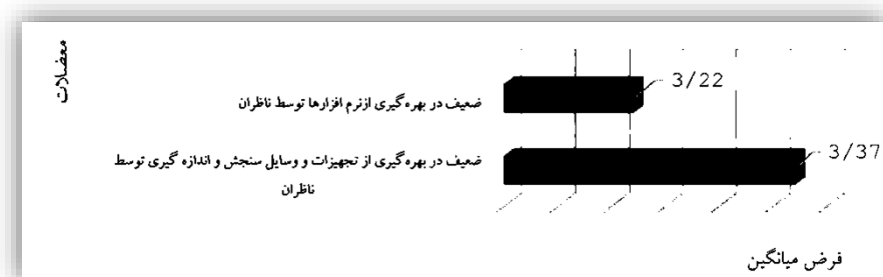 معضلات
ضعیف در بهره‌گیری ازنرم افزارها توسط ناظران
3/22
ضعیف در بهره‌گیری از تجهیزات و وسایل سنجش و اندازه گیری توسط
ناظران
3/37
فرض میانگین